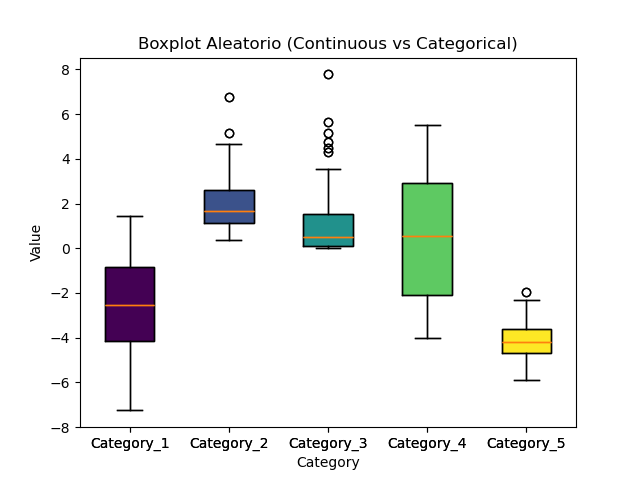 Boxplot Aleatorio (Continuous vs Categorical)
8
6
4
2
0
−2
−4
−6
−8
Value
Category_1 Category_2 Category_3 Category_4 Category_5
Category